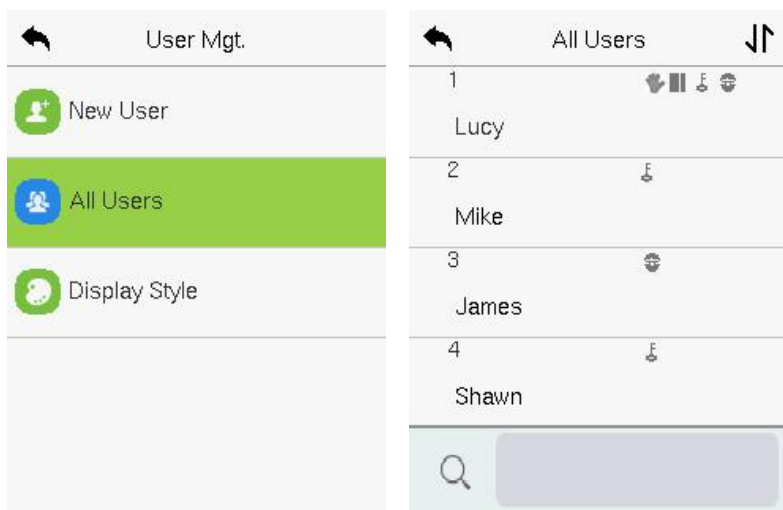 User Mgt.
New User
All Users
Display Style
All Users
1
Lucy
2
Mike
3
James
4
Shawn